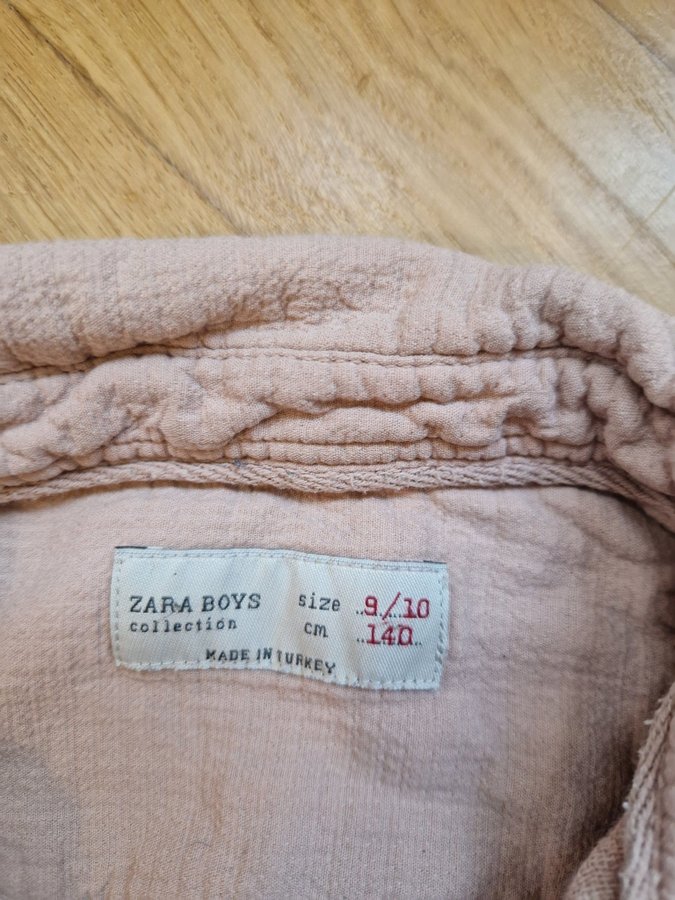 ZARA BOYS size ..9/10
collection cm ..140..
MADE IN TURKEY